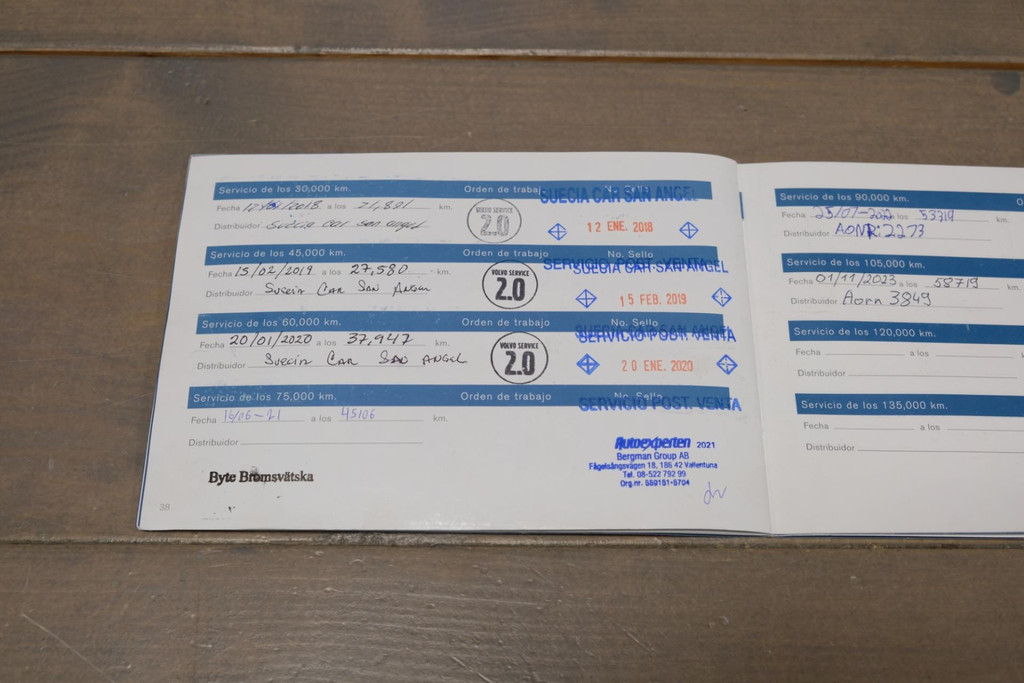 Servicio de los 30,000 km. Orden de trabajo No. Sello
SUECIA CAR SAN ANGEL
Fecha 12/01/2018 a los 21,891 km.
VOLVO SERVICE
2.0
12 ENE. 2018
Distribuidor Suecia Car San Angel
SERVICIO POST. VENTA
Servicio de los 45,000 km. Orden de trabajo No. Sello
SUECIA CAR SAN ANGEL
Fecha 15/02/2019 a los 27,580 km.
VOLVO SERVICE
2.0
15 FEB. 2019
Distribuidor Suecia Car San Angel
SERVICIO POST. VENTA
Servicio de los 60,000 km. Orden de trabajo No. Sello
Fecha 20/01/2020 a los 37,947 km.
VOLVO SERVICE
2.0
20 ENE. 2020
Distribuidor Suecia Car San Angel
SERVICIO POST. VENTA
Servicio de los 75,000 km. Orden de trabajo No. Sello
Fecha 16/06-21 a los 45106 km.
Distribuidor
Autoexperten 2021
Bergman Group AB
Fågelsångsvägen 18, 186 42 Vallentuna
Tel. 08-522 792 99
Org.nr. 559151-5704
Byte Bromsvätska
38
Servicio de los 90,000 km.
Fecha 25/07-2022 a los 53319 km.
Distribuidor AONR:2273
Servicio de los 105,000 km.
Fecha 01/11/2023 a los 58719 km.
Distribuidor Aorn 3849
Servicio de los 120,000 km.
Fecha a los
Distribuidor
Servicio de los 135,000 km.
Fecha a los
Distribuidor